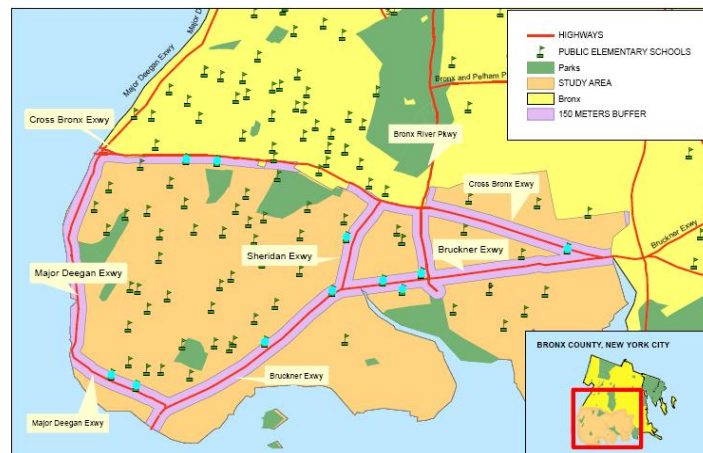 Major D
Major Deegan Exwy
HIGHWAYS
PUBLIC ELEMENTARY SCHOOLS
Parks
STUDY AREA
Bronx
150 METERS BUFFER
Bronx and Pelham P
Cross Bronx Exwy
Bronx River Pkwy
Cross Bronx Exwy
Bruckner Exwy
Sheridan Exwy
Bruckner Exwy
Major Deegan Exwy
BRONX COUNTY, NEW YORK CITY
Bruckner Exwy
Major Deegan Exwy